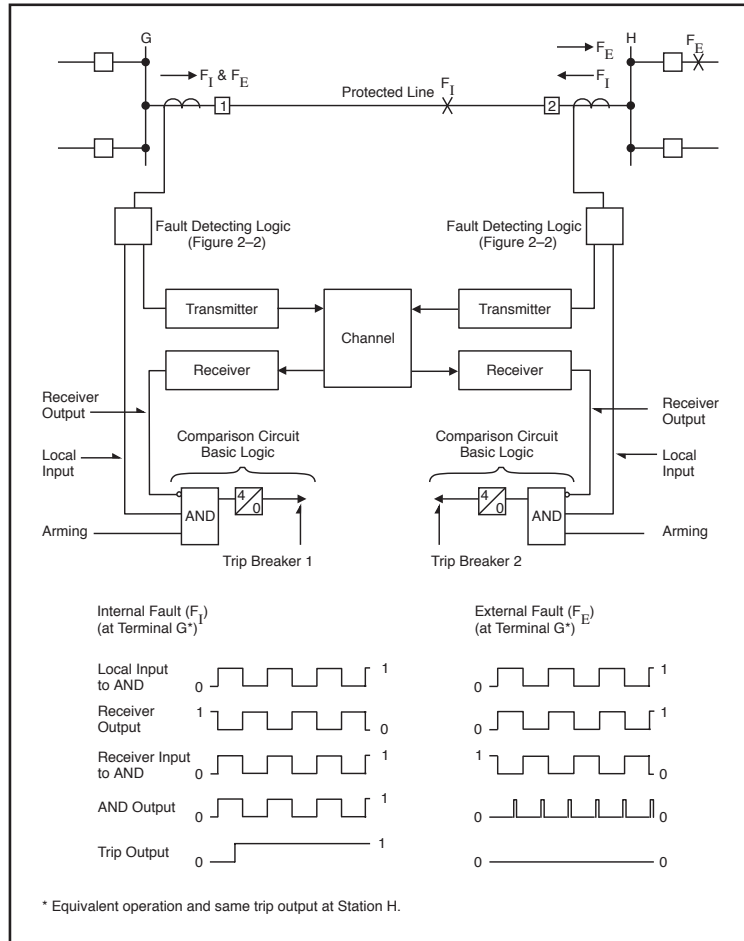 G
H
F_E
F_I & F_E
F_E
F_I
Protected Line
F_I
1
2
Fault Detecting Logic
(Figure 2–2)
Fault Detecting Logic
(Figure 2–2)
Transmitter
Channel
Transmitter
Receiver
Receiver
Receiver
Output
Receiver
Output
Comparison Circuit
Basic Logic
Comparison Circuit
Basic Logic
Local
Input
Local
Input
AND
4
0
4
0
AND
Arming
Arming
Trip Breaker 1
Trip Breaker 2
Internal Fault (F_I)
(at Terminal G*)
External Fault (F_E)
(at Terminal G*)
Local Input
to AND
0
1
0
1
Receiver
Output
1
0
0
1
Receiver Input
to AND
0
1
1
0
AND Output
0
1
0
0
Trip Output
0
1
0
0
* Equivalent operation and same trip output at Station H.